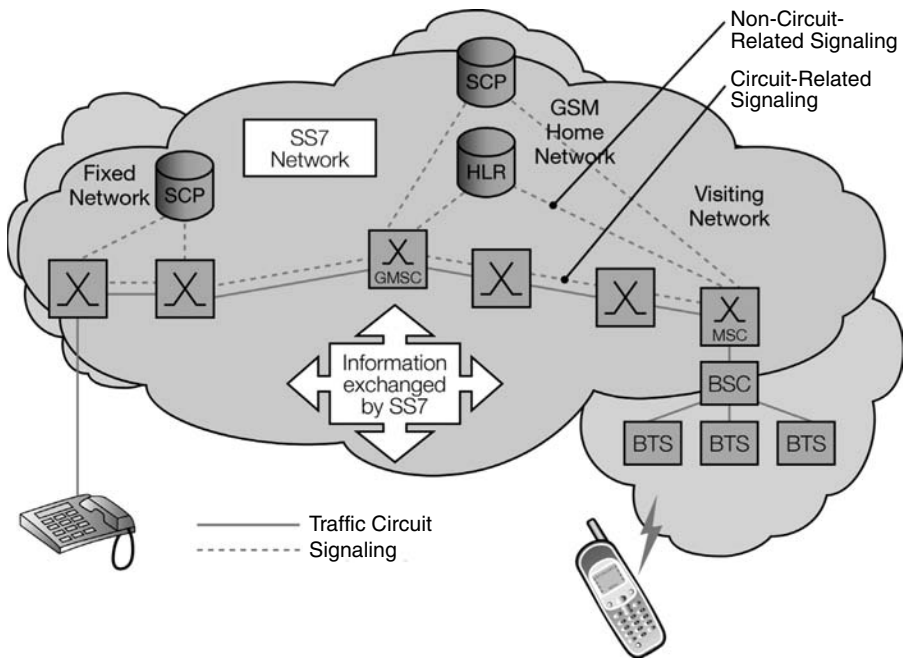 Non-Circuit-
Related Signaling
Circuit-Related
Signaling
SCP
GSM
Home
Network
SS7
Network
HLR
Fixed
Network
SCP
Visiting
Network
GMSC
MSC
Information
exchanged
by SS7
BSC
BTS
BTS
BTS
Traffic Circuit
Signaling